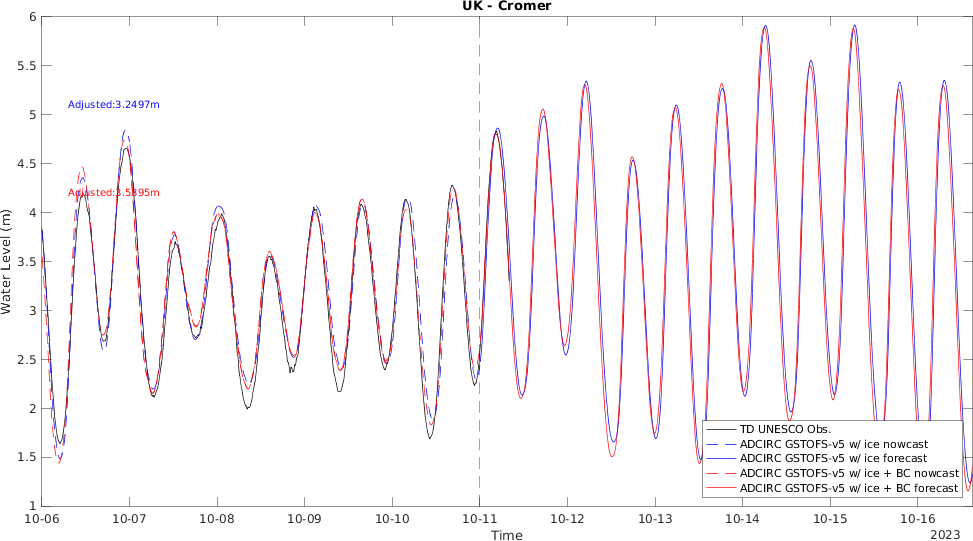 UK - Cromer
Water Level (m)
6
5.5
5
4.5
4
3.5
3
2.5
2
1.5
1
Adjusted:3.2497m
Adjusted:3.5895m
TD UNESCO Obs.
ADCIRC GSTOFS-v5 w/ ice nowcast
ADCIRC GSTOFS-v5 w/ ice forecast
ADCIRC GSTOFS-v5 w/ ice + BC nowcast
ADCIRC GSTOFS-v5 w/ ice + BC forecast
10-06 10-07 10-08 10-09 10-10 10-11 10-12 10-13 10-14 10-15 10-16
Time
2023